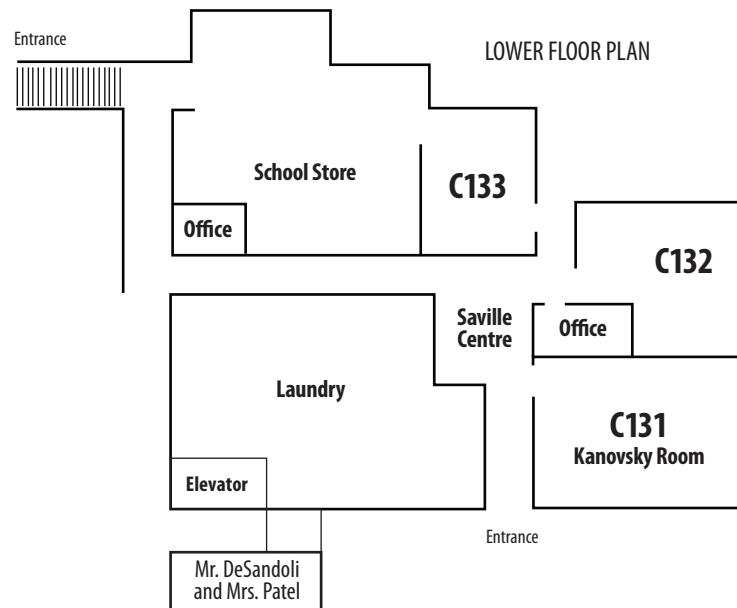 Entrance
LOWER FLOOR PLAN
School Store
C133
Office
C132
Saville
Centre
Office
Laundry
C131
Kanovsky Room
Elevator
Entrance
Mr. DeSandoli
and Mrs. Patel